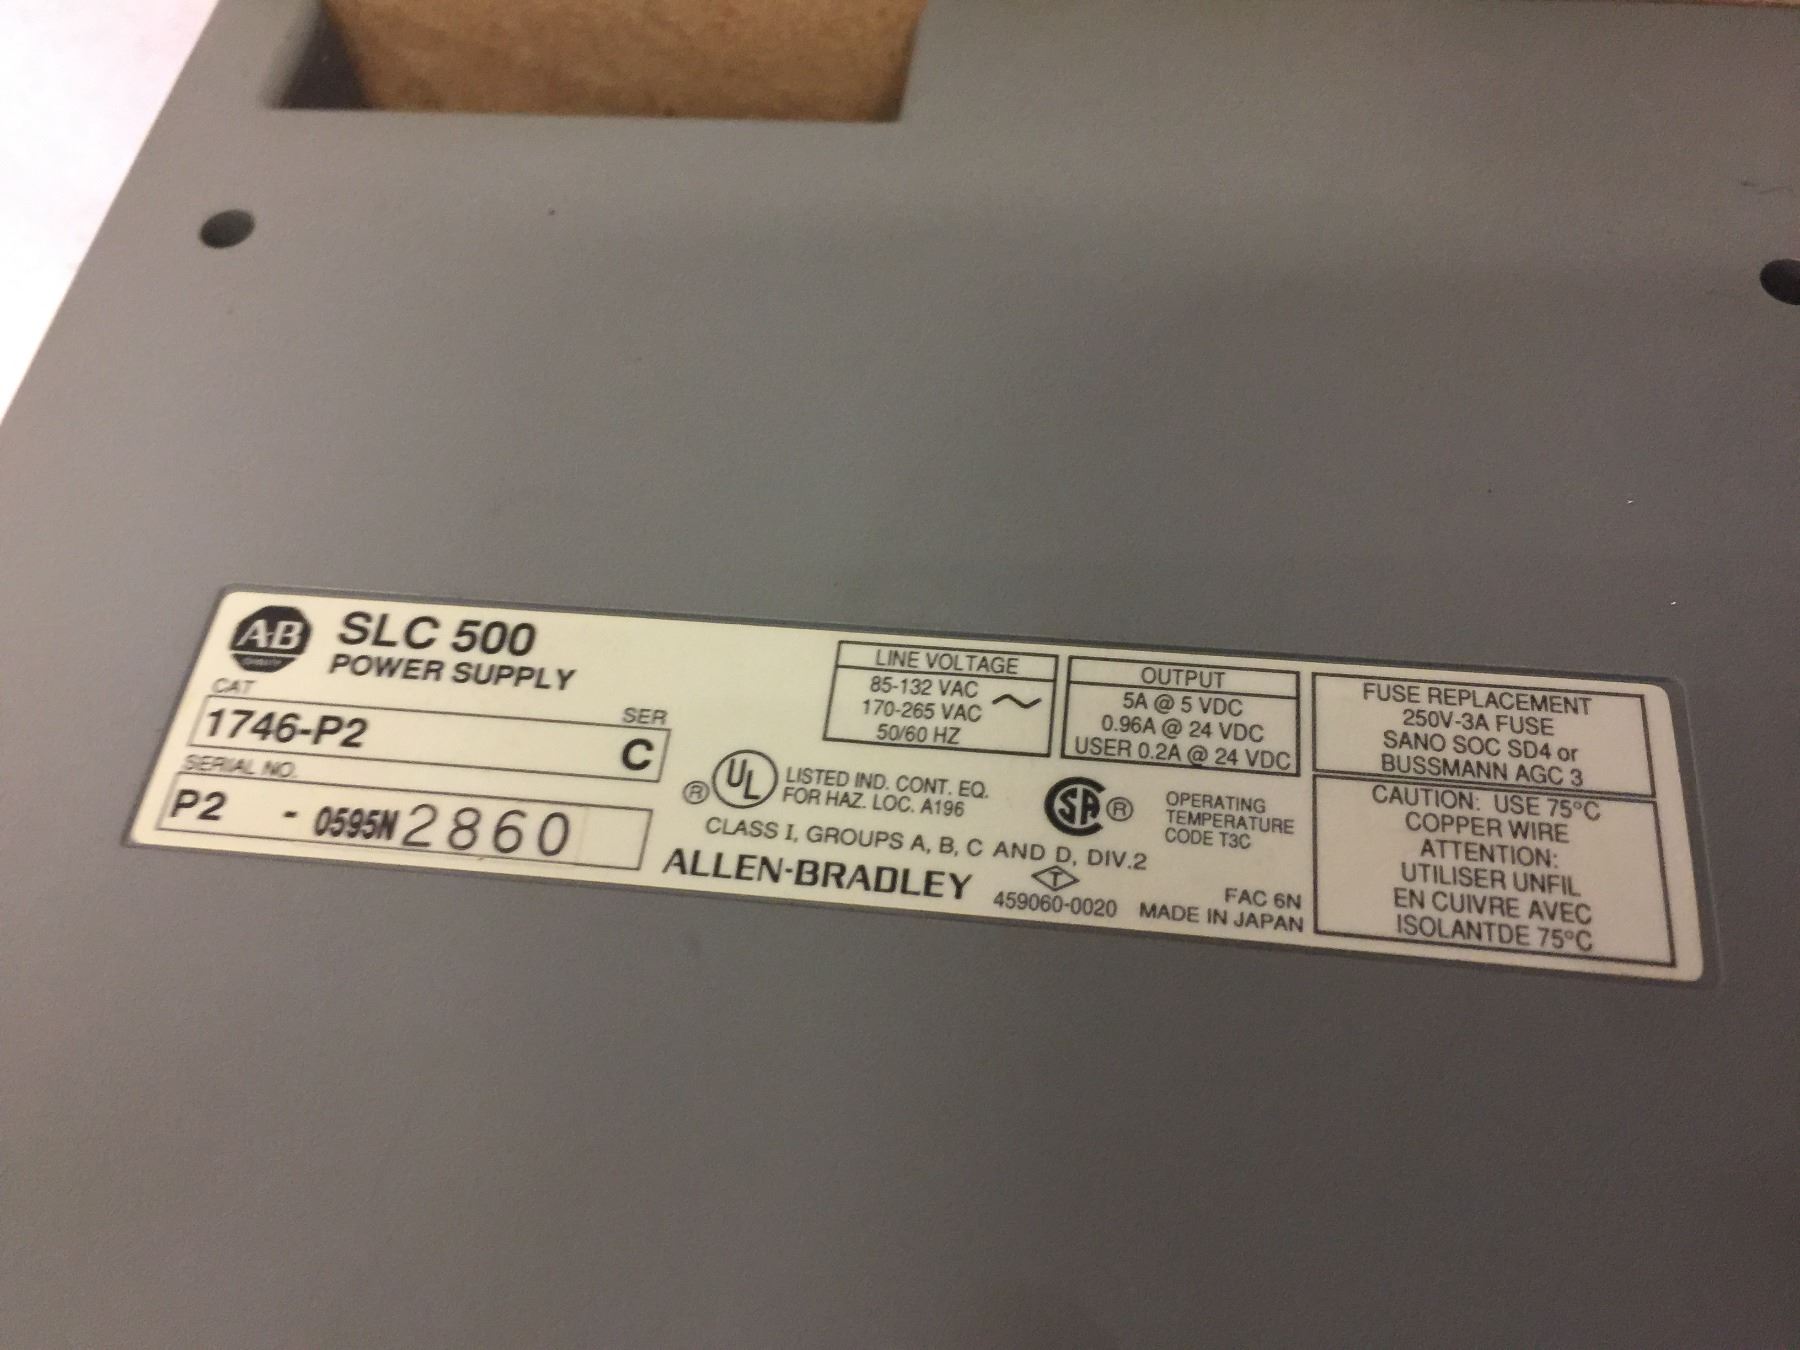 A-B
QUALITY
SLC 500
POWER SUPPLY
CAT
SER
1746-P2
C
SERIAL NO.
P2 - 0595N2860
LINE VOLTAGE
85-132 VAC
170-265 VAC
50/60 HZ
OUTPUT
5A @ 5 VDC
0.96A @ 24 VDC
USER 0.2A @ 24 VDC
FUSE REPLACEMENT
250V-3A FUSE
SANO SOC SD4 or
BUSSMANN AGC 3
® UL LISTED IND. CONT. EQ.
FOR HAZ. LOC. A196
CLASS I, GROUPS A, B, C AND D, DIV.2
SA ®
OPERATING
TEMPERATURE
CODE T3C
ALLEN-BRADLEY
T
459060-0020
FAC 6N
MADE IN JAPAN
CAUTION: USE 75°C
COPPER WIRE
ATTENTION:
UTILISER UNFIL
EN CUIVRE AVEC
ISOLANTDE 75°C